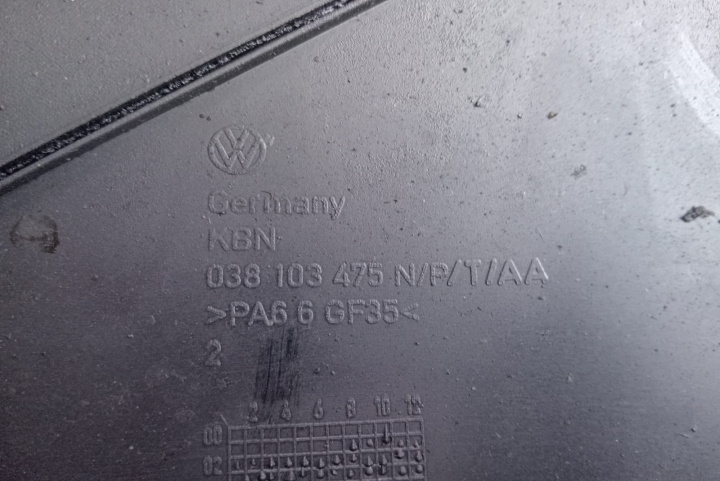 Germany
KBN
038 103 475 N/P/T/AA
>PA6 6 GF35<
2
2 4 6 8 10 12
00
02